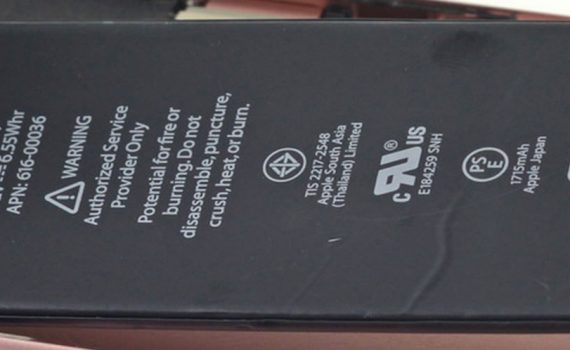 6.55Whr
APN: 616-00036
WARNING
Authorized Service
Provider Only
Potential for fire or
burning. Do not
disassemble, puncture,
crush, heat, or burn.
TIS 2217-2548
Apple South Asia
(Thailand) Limited
c RU ® US
E184259 SNH
PS
E
1715mAh
Apple Japan